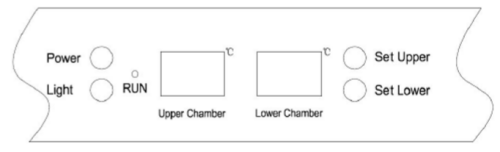 Power
Light
RUN
℃
Upper Chamber
℃
Lower Chamber
Set Upper
Set Lower